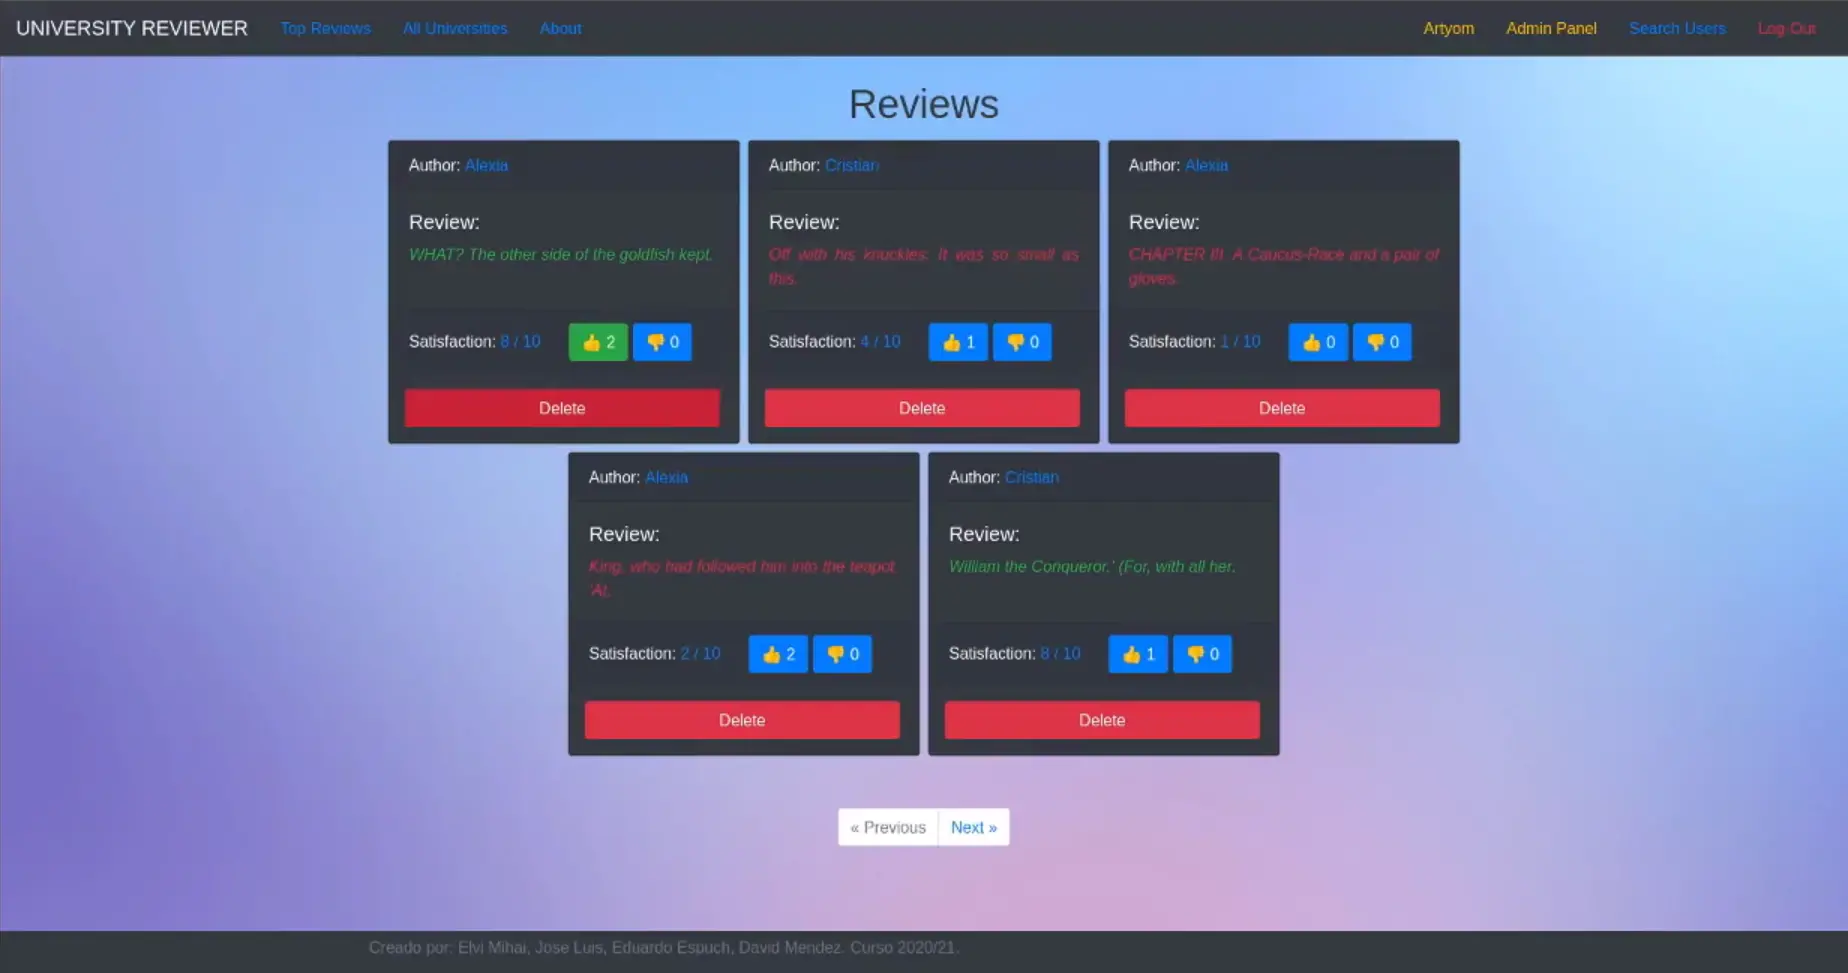 UNIVERSITY REVIEWER Top Reviews All Universities About Artyom Admin Panel Search Users Log Out
Reviews
Author: Alexia
Review:
WHAT? The other side of the goldfish kept.
Satisfaction: 8 / 10 👍 2 👎 0
Delete
Author: Cristian
Review:
Off with his knuckles. It was so small as
this.
Satisfaction: 4 / 10 👍 1 👎 0
Delete
Author: Alexia
Review:
CHAPTER III. A Caucus-Race and a pair of
gloves.
Satisfaction: 1 / 10 👍 0 👎 0
Delete
Author: Alexia
Review:
King, who had followed him into the teapot.
'At.
Satisfaction: 2 / 10 👍 2 👎 0
Delete
Author: Cristian
Review:
William the Conqueror.' (For, with all her.
Satisfaction: 8 / 10 👍 1 👎 0
Delete
« Previous Next »
Creado por: Elvi Mihai, Jose Luis, Eduardo Espuch, David Mendez. Curso 2020/21.